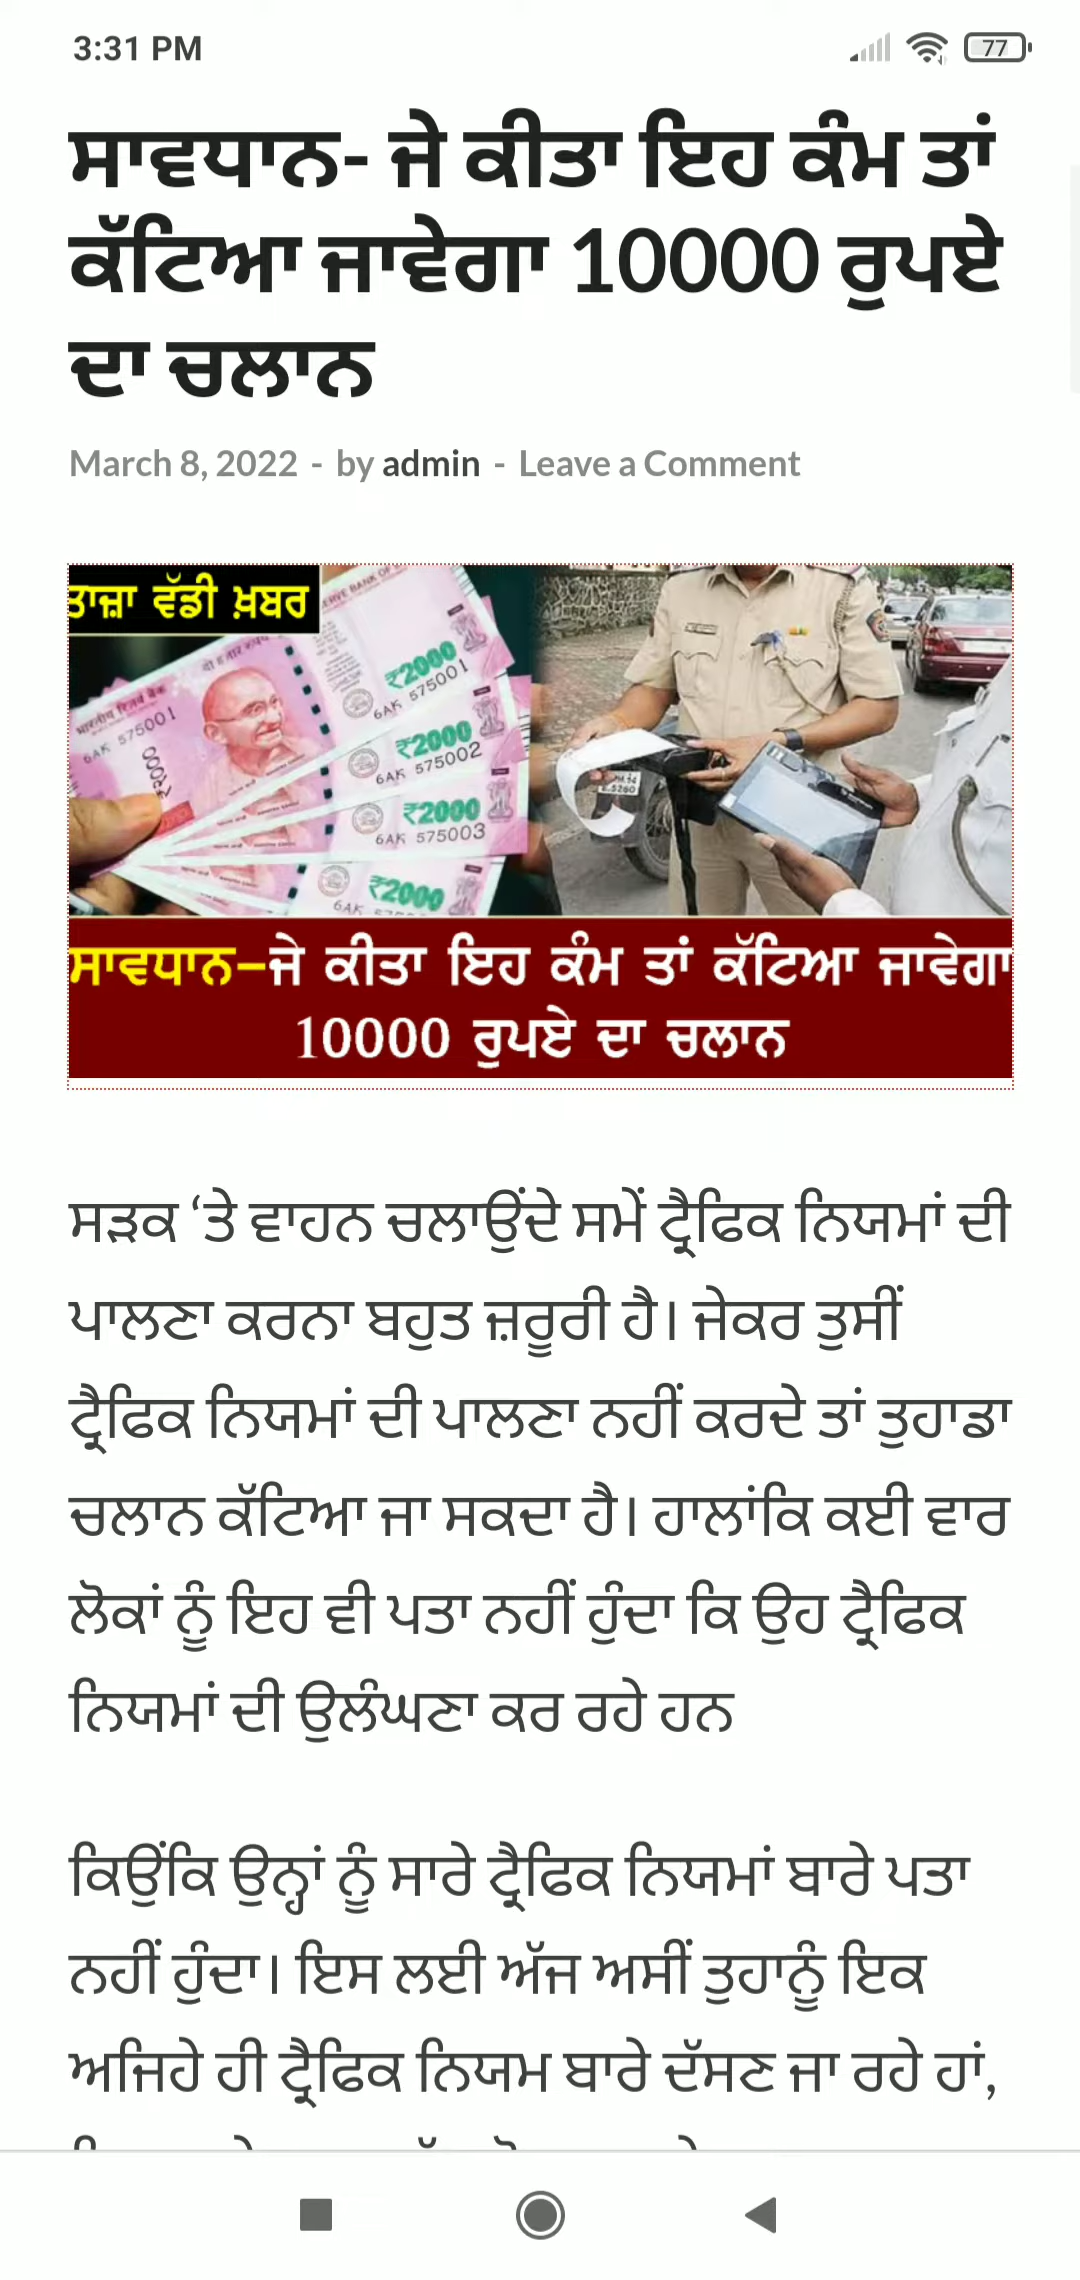 3:31 PM
77
ਸਾਵਧਾਨ- ਜੇ ਕੀਤਾ ਇਹ ਕੰਮ ਤਾਂ
ਕੱਟਿਆ ਜਾਵੇਗਾ 10000 ਰੁਪਏ
ਦਾ ਚਲਾਨ
March 8, 2022 - by admin - Leave a Comment
ਤਾਜ਼ਾ ਵੱਡੀ ਖ਼ਬਰ
₹2000
6AK 575001
6AK 575001
₹2000
6AK 575002
₹2000
6AK 575003
₹2000
6AK
ਸਾਵਧਾਨ–ਜੇ ਕੀਤਾ ਇਹ ਕੰਮ ਤਾਂ ਕੱਟਿਆ ਜਾਵੇਗਾ
10000 ਰੁਪਏ ਦਾ ਚਲਾਨ
ਸੜਕ ‘ਤੇ ਵਾਹਨ ਚਲਾਉਂਦੇ ਸਮੇਂ ਟ੍ਰੈਫਿਕ ਨਿਯਮਾਂ ਦੀ
ਪਾਲਣਾ ਕਰਨਾ ਬਹੁਤ ਜ਼ਰੂਰੀ ਹੈ। ਜੇਕਰ ਤੁਸੀਂ
ਟ੍ਰੈਫਿਕ ਨਿਯਮਾਂ ਦੀ ਪਾਲਣਾ ਨਹੀਂ ਕਰਦੇ ਤਾਂ ਤੁਹਾਡਾ
ਚਲਾਨ ਕੱਟਿਆ ਜਾ ਸਕਦਾ ਹੈ। ਹਾਲਾਂਕਿ ਕਈ ਵਾਰ
ਲੋਕਾਂ ਨੂੰ ਇਹ ਵੀ ਪਤਾ ਨਹੀਂ ਹੁੰਦਾ ਕਿ ਉਹ ਟ੍ਰੈਫਿਕ
ਨਿਯਮਾਂ ਦੀ ਉਲੰਘਣਾ ਕਰ ਰਹੇ ਹਨ
ਕਿਉਂਕਿ ਉਨ੍ਹਾਂ ਨੂੰ ਸਾਰੇ ਟ੍ਰੈਫਿਕ ਨਿਯਮਾਂ ਬਾਰੇ ਪਤਾ
ਨਹੀਂ ਹੁੰਦਾ। ਇਸ ਲਈ ਅੱਜ ਅਸੀਂ ਤੁਹਾਨੂੰ ਇਕ
ਅਜਿਹੇ ਹੀ ਟ੍ਰੈਫਿਕ ਨਿਯਮ ਬਾਰੇ ਦੱਸਣ ਜਾ ਰਹੇ ਹਾਂ,